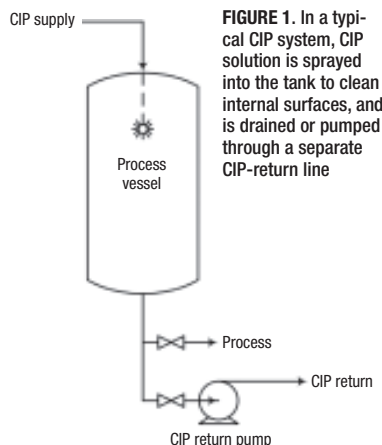 CIP supply
FIGURE 1. In a typi-
cal CIP system, CIP
solution is sprayed
into the tank to clean
internal surfaces, and
is drained or pumped
through a separate
CIP-return line
Process
vessel
Process
CIP return
CIP return pump